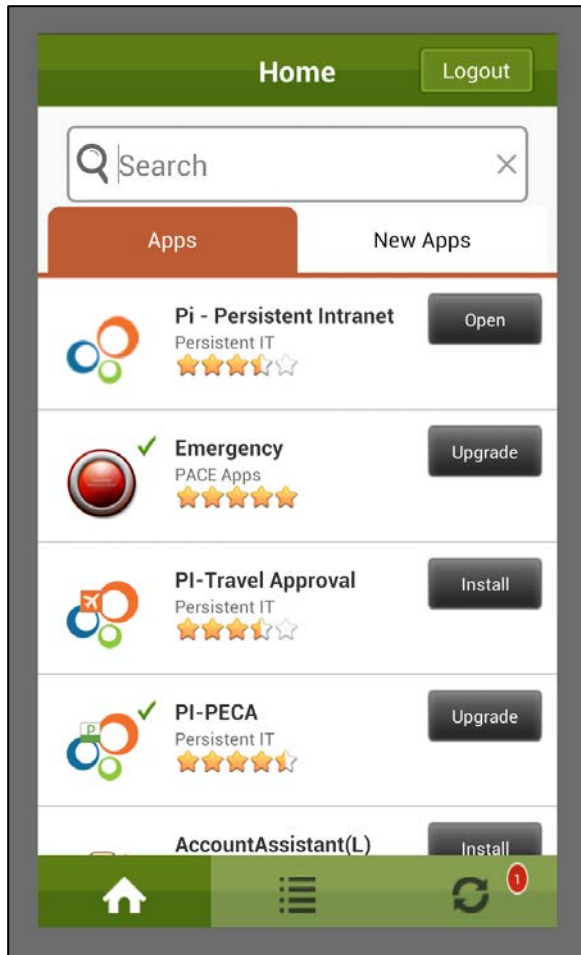 Home
Logout
Search
Apps
New Apps
Pi - Persistent Intranet
Persistent IT
Open
Emergency
PACE Apps
Upgrade
PI-Travel Approval
Persistent IT
Install
P
PI-PECA
Persistent IT
Upgrade
AccountAssistant(L)
Install
1